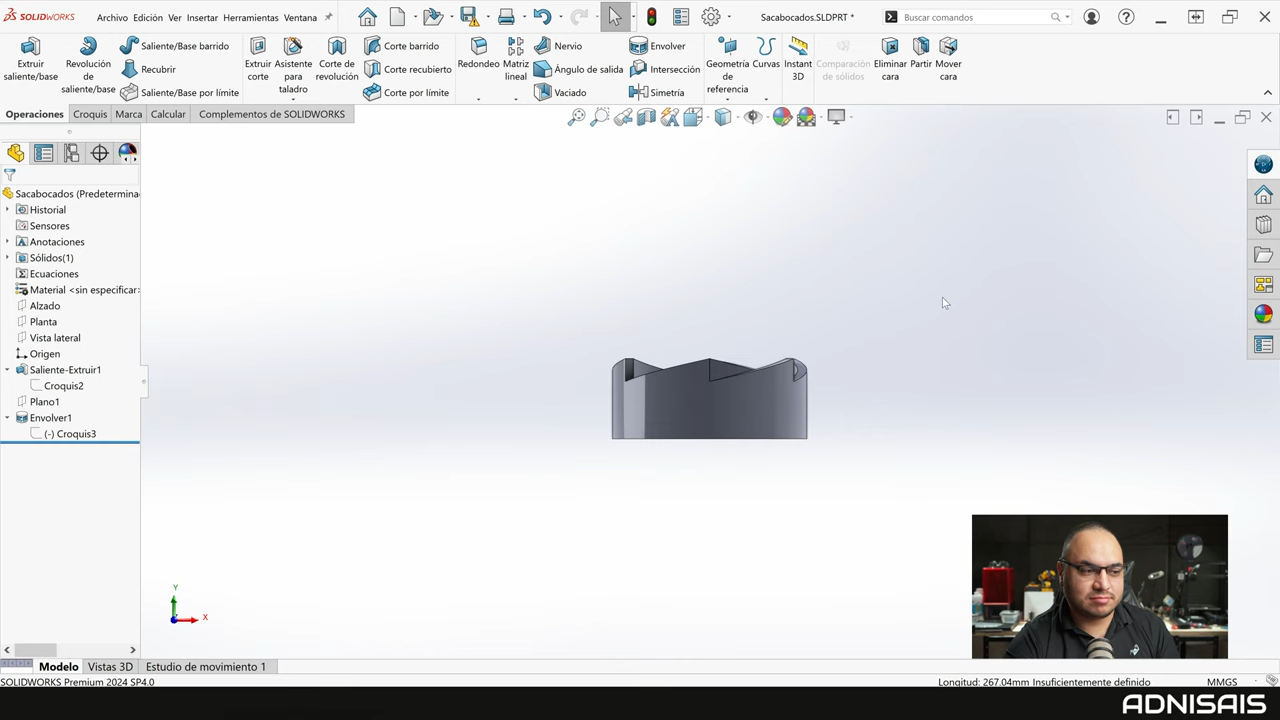 SOLIDWORKS Archivo Edición Ver Insertar Herramientas Ventana Sacabocados.SLDPRT * Buscar comandos
Extruir saliente/base
Revolución de saliente/base
Saliente/Base barrido
Recubrir
Saliente/Base por límite
Extruir corte
Asistente para taladro
Corte de revolución
Corte barrido
Corte recubierto
Corte por límite
Redondeo
Matriz lineal
Nervio
Ángulo de salida
Vaciado
Envolver
Intersección
Simetría
Geometría de referencia
Curvas
Instant 3D
Comparación de sólidos
Eliminar cara
Partir
Mover cara
Operaciones Croquis Marca Calcular Complementos de SOLIDWORKS
Sacabocados (Predetermina
Historial
Sensores
Anotaciones
Sólidos(1)
Ecuaciones
Material <sin especificar>
Alzado
Planta
Vista lateral
Origen
Saliente-Extruir1
Croquis2
Plano1
Envolver1
(-) Croquis3
Y
X
Modelo Vistas 3D Estudio de movimiento 1
SOLIDWORKS Premium 2024 SP4.0 Longitud: 267.04mm Insuficientemente definido MMGS
ADNISAIS